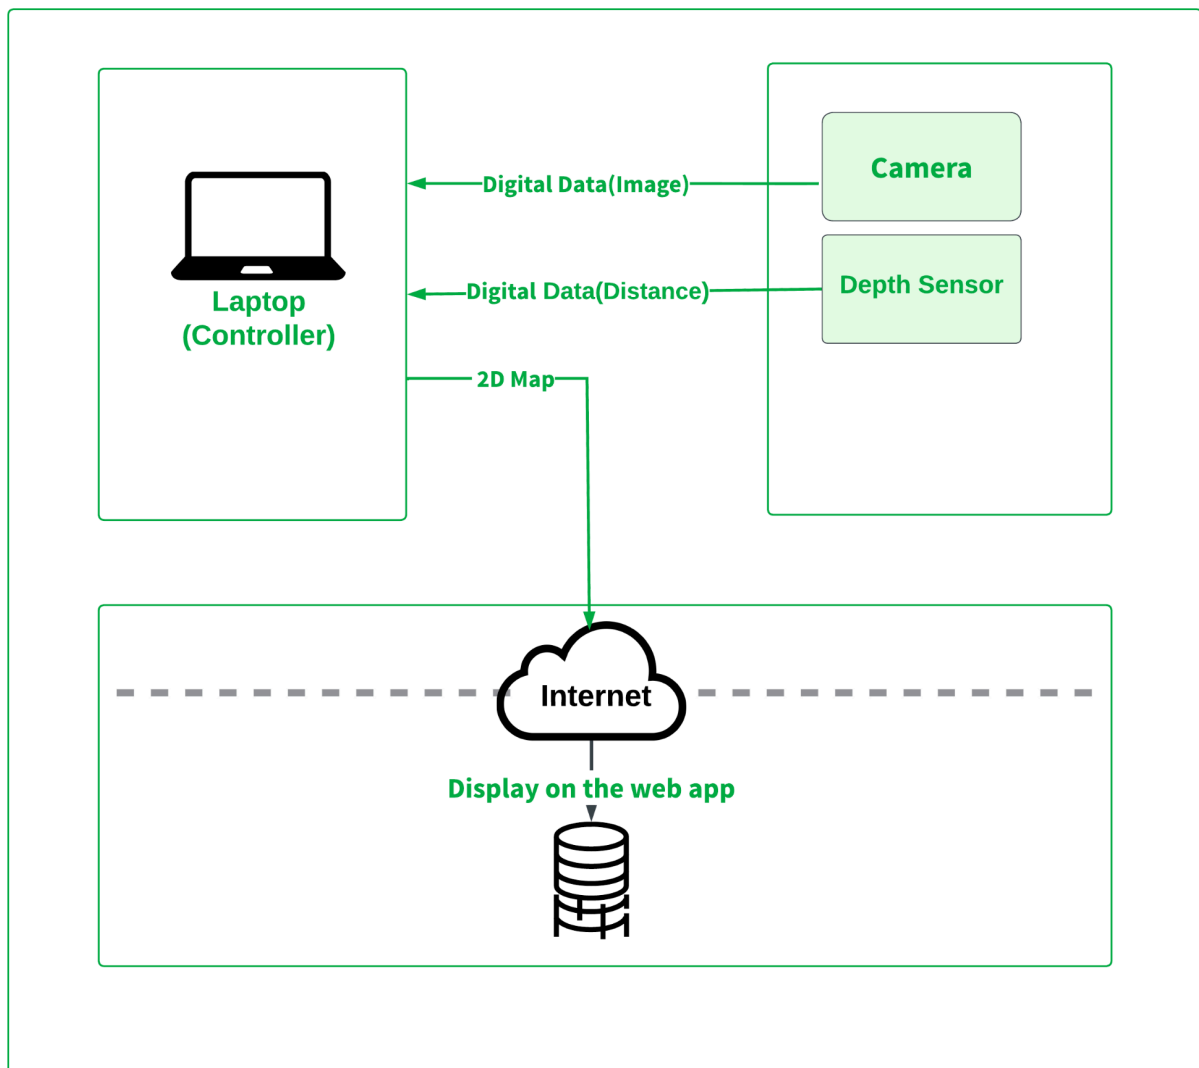 Camera
Digital Data(Image)
Depth Sensor
Digital Data(Distance)
Laptop
(Controller)
2D Map
Internet
Display on the web app